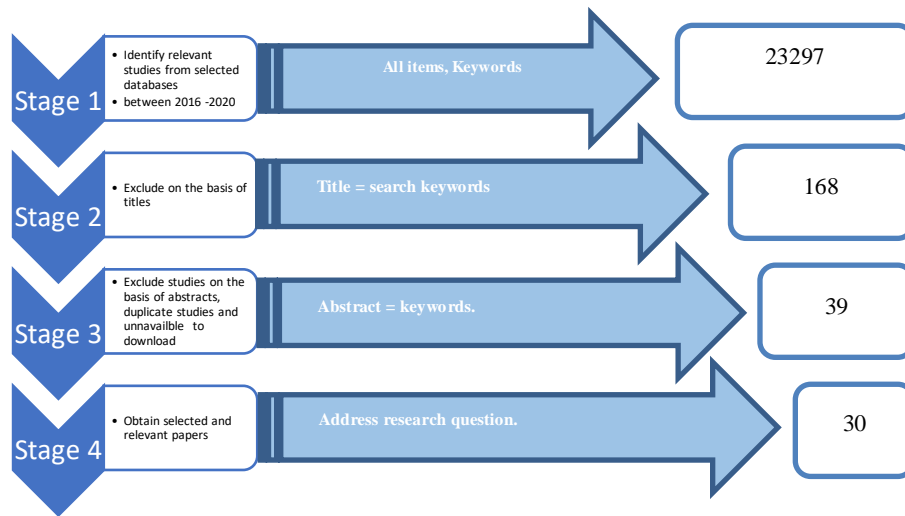 Stage 1
• Identify relevant
studies from selected
databases
• between 2016 -2020
All items, Keywords
23297
Stage 2
• Exclude on the basis of
titles
Title = search keywords
168
Stage 3
• Exclude studies on the
basis of abstracts,
duplicate studies and
unavailble to
download
Abstract = keywords.
39
Stage 4
• Obtain selected and
relevant papers
Address research question.
30